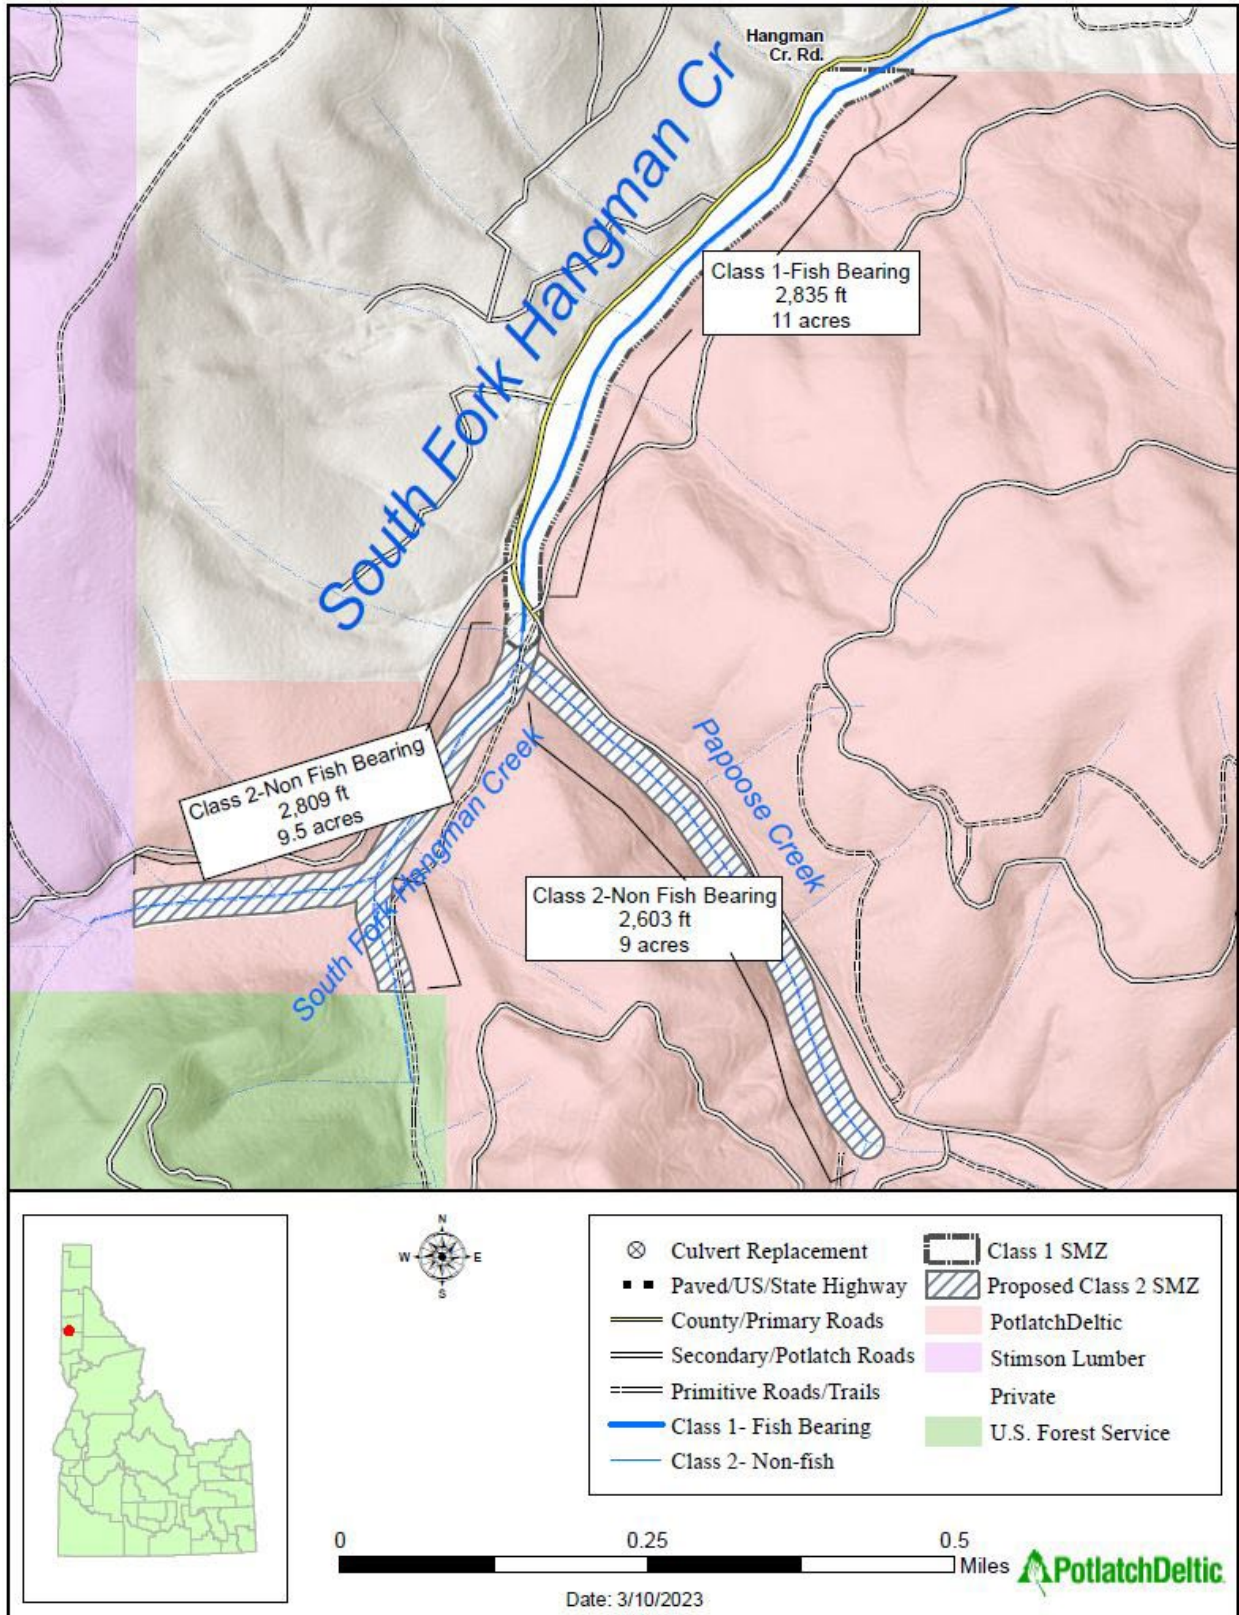 Hangman
Cr. Rd.
South Fork Hangman Cr
Class 1-Fish Bearing
2,835 ft
11 acres
Class 2-Non Fish Bearing
2,809 ft
9.5 acres
South Fork Hangman Creek
Papoose Creek
Class 2-Non Fish Bearing
2,603 ft
9 acres
N
W E
S
Culvert Replacement
Paved/US/State Highway
County/Primary Roads
Secondary/Potlatch Roads
Primitive Roads/Trails
Class 1- Fish Bearing
Class 2- Non-fish
Class 1 SMZ
Proposed Class 2 SMZ
PotlatchDeltic
Stimson Lumber
Private
U.S. Forest Service
0 0.25 0.5
Miles
PotlatchDeltic
Date: 3/10/2023